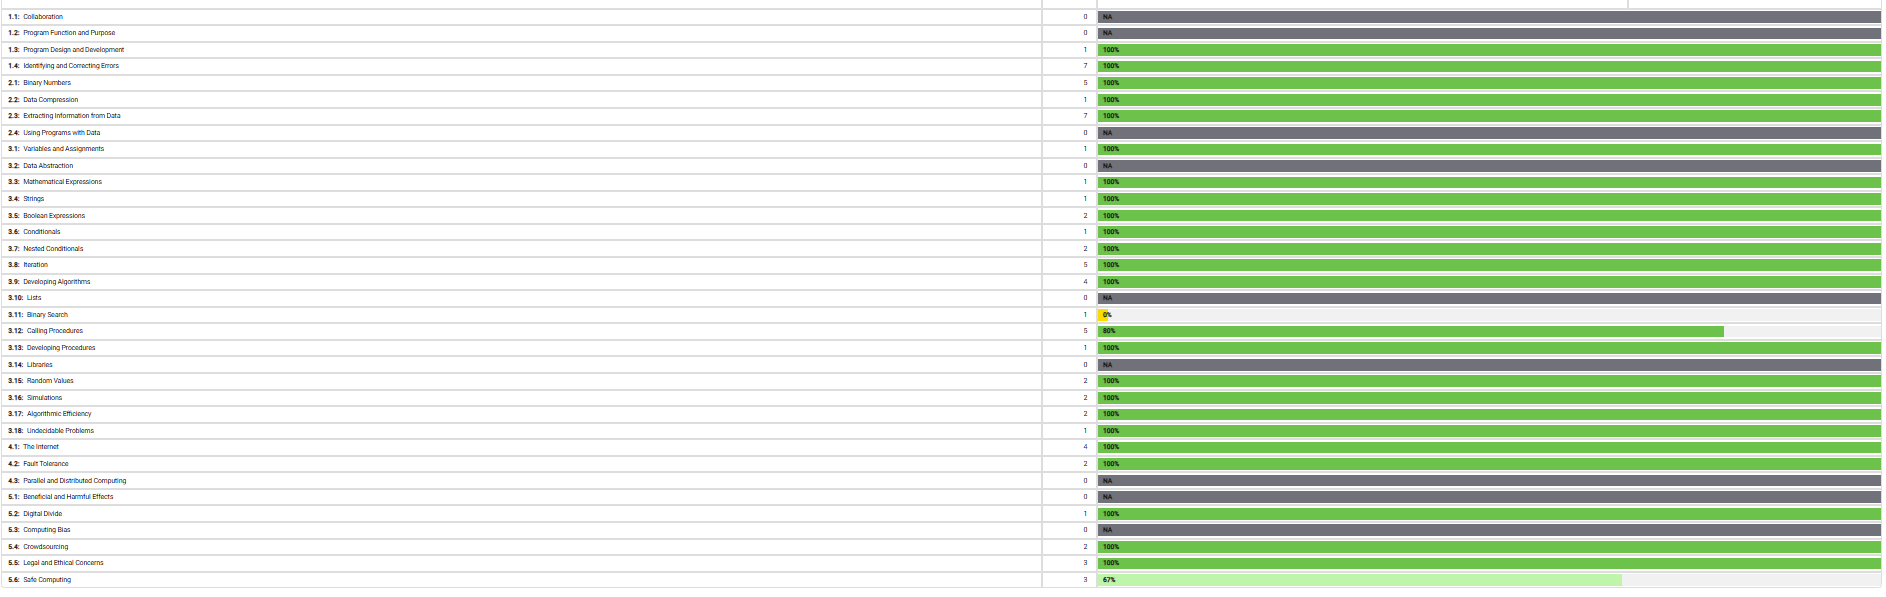 1.1: Collaboration 0 NA
1.2: Program Function and Purpose 0 NA
1.3: Program Design and Development 1 100%
1.4: Identifying and Correcting Errors 7 100%
2.1: Binary Numbers 5 100%
2.2: Data Compression 1 100%
2.3: Extracting Information from Data 7 100%
2.4: Using Programs with Data 0 NA
3.1: Variables and Assignments 1 100%
3.2: Data Abstraction 0 NA
3.3: Mathematical Expressions 1 100%
3.4: Strings 1 100%
3.5: Boolean Expressions 2 100%
3.6: Conditionals 1 100%
3.7: Nested Conditionals 2 100%
3.8: Iteration 5 100%
3.9: Developing Algorithms 4 100%
3.10: Lists 0 NA
3.11: Binary Search 1 0%
3.12: Calling Procedures 5 80%
3.13: Developing Procedures 1 100%
3.14: Libraries 0 NA
3.15: Random Values 2 100%
3.16: Simulations 2 100%
3.17: Algorithmic Efficiency 2 100%
3.18: Undecidable Problems 1 100%
4.1: The Internet 4 100%
4.2: Fault Tolerance 2 100%
4.3: Parallel and Distributed Computing 0 NA
5.1: Beneficial and Harmful Effects 0 NA
5.2: Digital Divide 1 100%
5.3: Computing Bias 0 NA
5.4: Crowdsourcing 2 100%
5.5: Legal and Ethical Concerns 3 100%
5.6: Safe Computing 3 67%